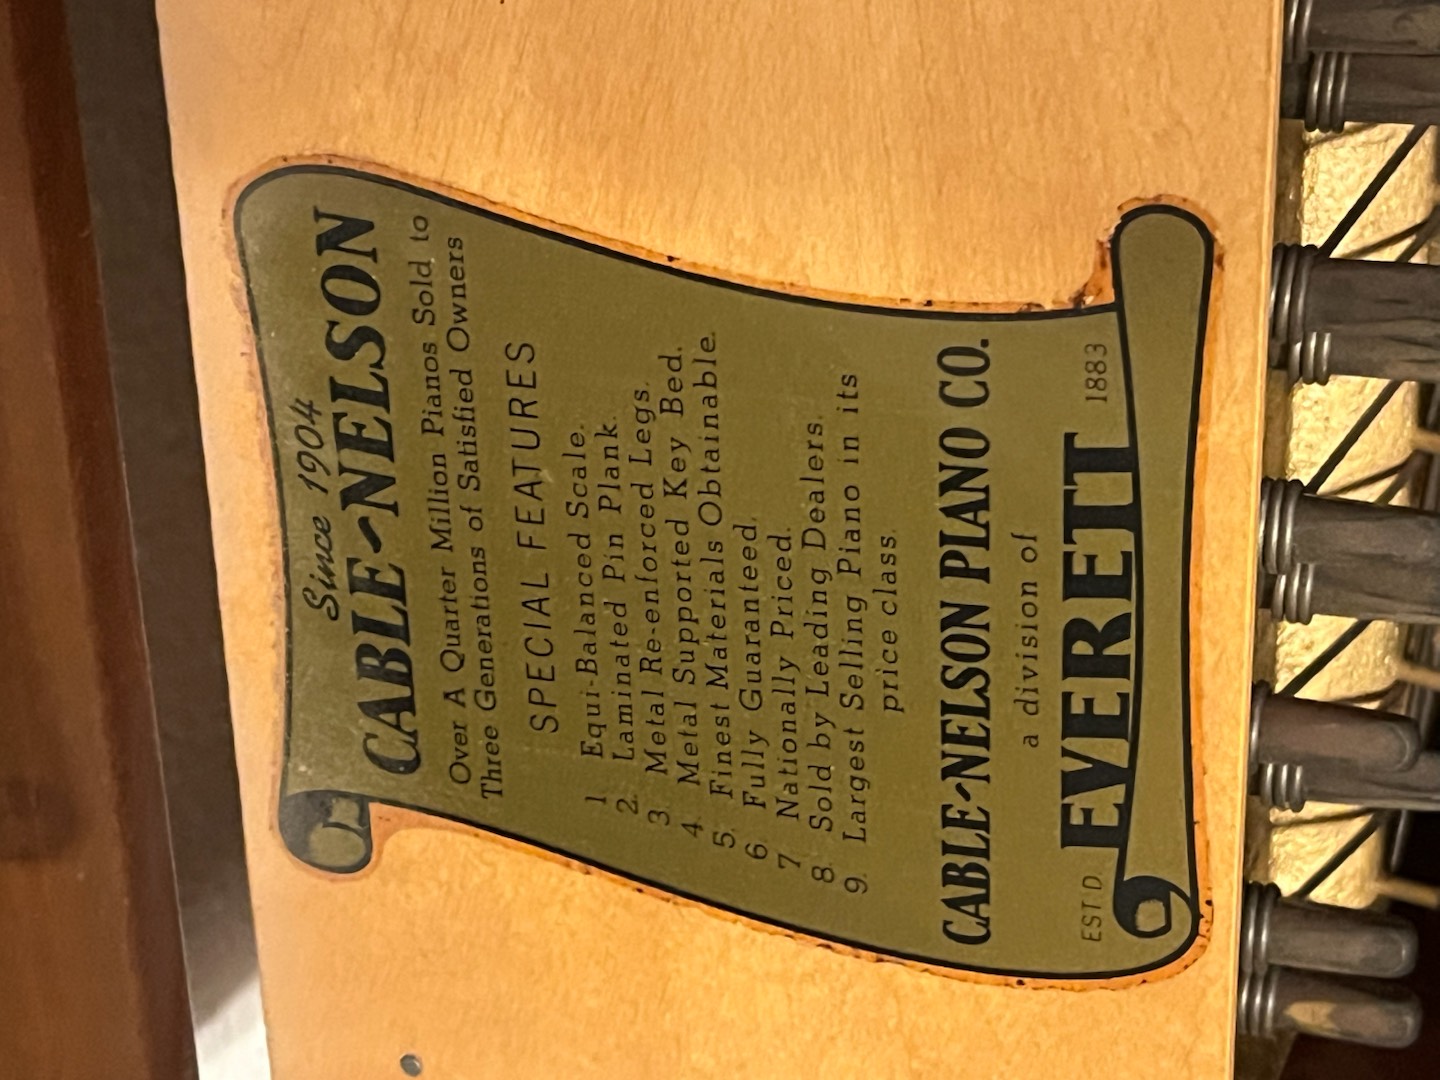 Since 1904
CABLE~NELSON
Over A Quarter Million Pianos Sold to
Three Generations of Satisfied Owners
SPECIAL FEATURES
1 Equi-Balanced Scale.
2. Laminated Pin Plank.
3. Metal Re-enforced Legs.
4. Metal Supported Key Bed.
5. Finest Materials Obtainable.
6. Fully Guaranteed.
7 Nationally Priced.
8. Sold by Leading Dealers.
9. Largest Selling Piano in its
price class.
CABLE~NELSON PIANO CO.
a division of
EST'D. EVERETT 1883